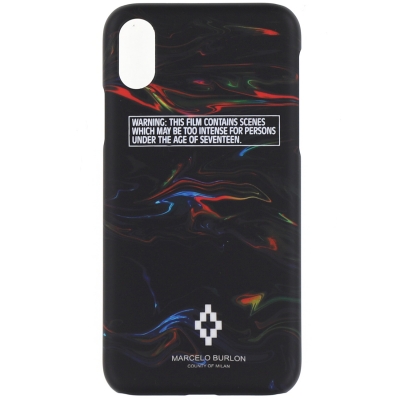 WARNING: THIS FILM CONTAINS SCENES
WHICH MAY BE TOO INTENSE FOR PERSONS
UNDER THE AGE OF SEVENTEEN.
MARCELO BURLON
COUNTY OF MILAN